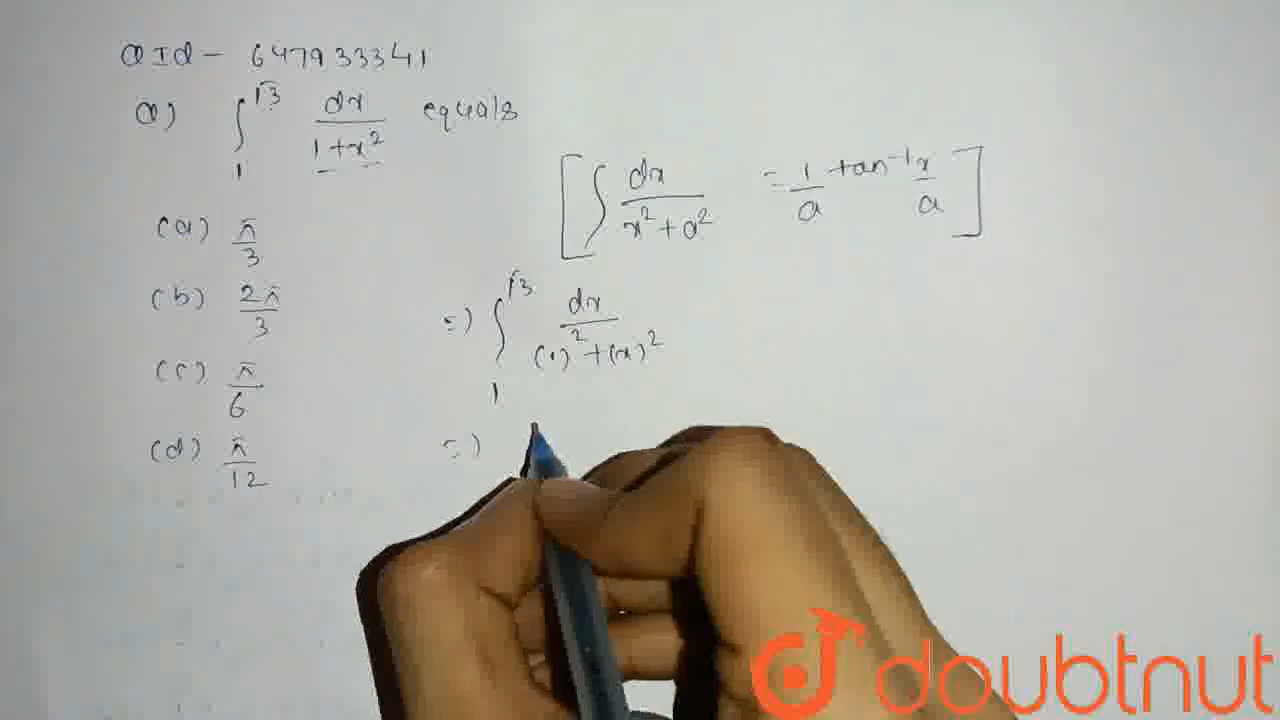 QId - 647933341
Q) ∫₁^√3 dx/(1+x²) equals
[∫ dx/(x²+a²) = 1/a tan⁻¹ x/a]
(a) π/3
(b) 2π/3
(c) π/6
(d) π/12
=) ∫₁^√3 dx/((1)²+(x)²)
=)
doubtnut